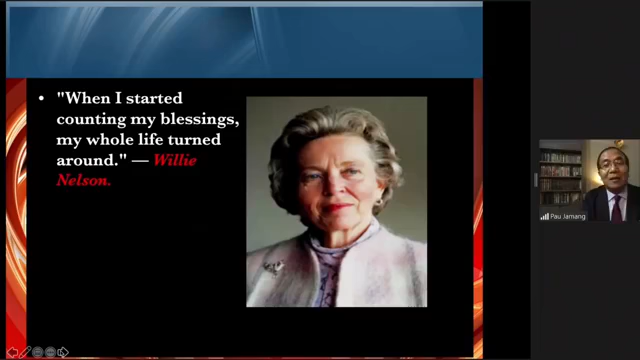 "When I started
counting my blessings,
my whole life turned
around." — Willie
Nelson.
Pau Jamang